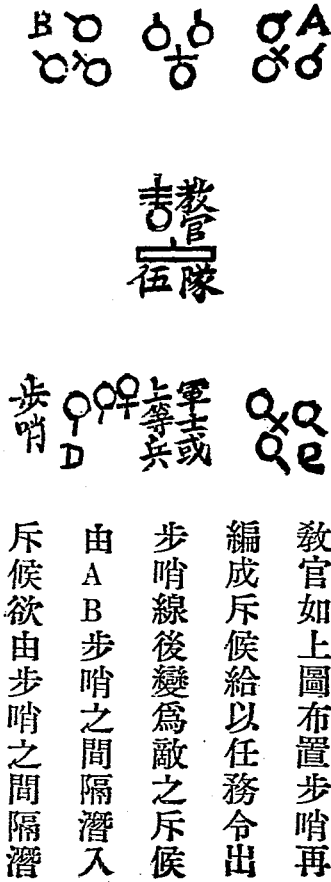 A
B
教官
隊伍
軍士或
上等兵
D
步哨
C
教官如上圖布置步哨再
編成斥候給以任務令出
步哨線後變爲敵之斥候
由AB步哨之間隔潛入
斥候欲由步哨之間隔潛